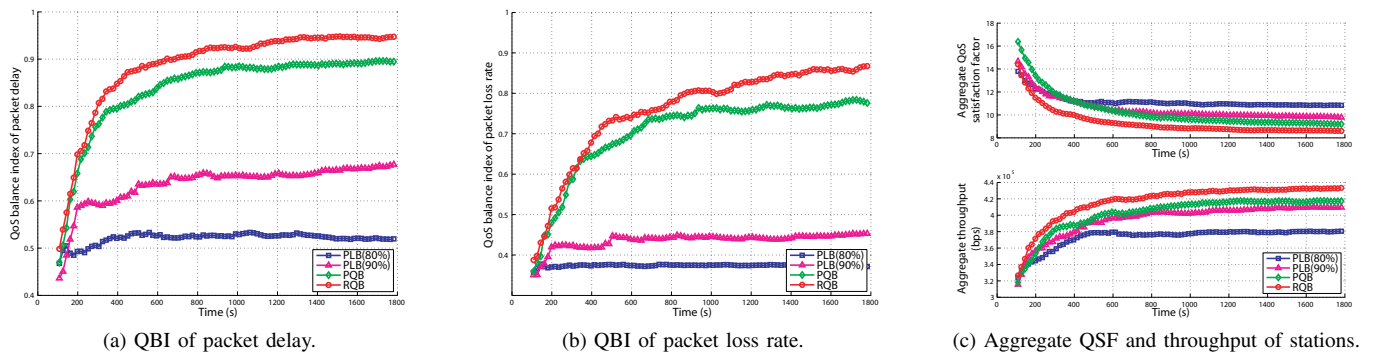 1
0.9
0.8
0.7
0.6
0.5
0.4
0 200 400 600 800 1000 1200 1400 1600 1800
QoS balance index of packet delay
Time (s)
PLB(80%)
PLB(90%)
PQB
RQB
(a) QBI of packet delay.
1
0.9
0.8
0.7
0.6
0.5
0.4
0 200 400 600 800 1000 1200 1400 1600 1800
QoS balance index of packet loss rate
Time (s)
PLB(80%)
PLB(90%)
PQB
RQB
(b) QBI of packet loss rate.
18
16
14
12
10
8
0 200 400 600 800 1000 1200 1400 1600 1800
Aggregate QoS
satisfaction factor
Time (s)
x 10^5
4.4
4.2
4
3.8
3.6
3.4
3.2
3
0 200 400 600 800 1000 1200 1400 1600 1800
Aggregate throughput
(bps)
Time (s)
PLB(80%)
PLB(90%)
PQB
RQB
(c) Aggregate QSF and throughput of stations.